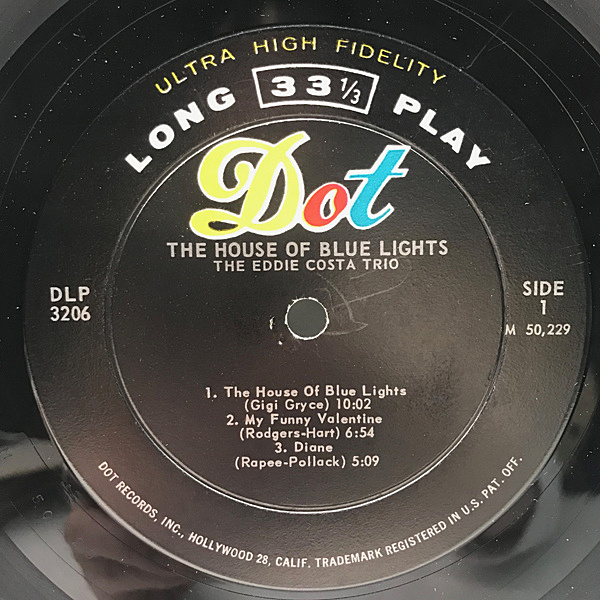 ULTRA HIGH FIDELITY
LONG 33 1/3 PLAY
Dot
THE HOUSE OF BLUE LIGHTS
THE EDDIE COSTA TRIO
DLP
3206
SIDE
1
M 50,229
1. The House Of Blue Lights
(Gigi Gryce) 10:02
2. My Funny Valentine
(Rodgers-Hart) 6:54
3. Diane
(Rapee-Pollack) 5:09
DOT RECORDS, INC., HOLLYWOOD 28, CALIF. TRADEMARK REGISTERED IN U.S. PAT. OFF.